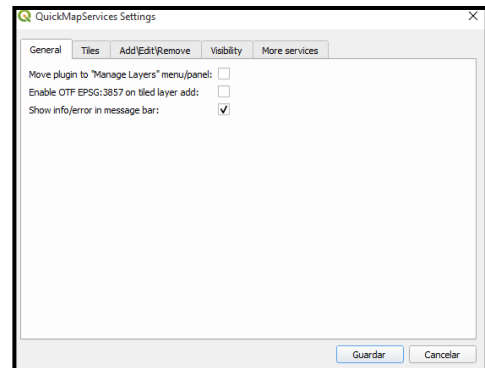 QuickMapServices Settings
General Tiles Add\Edit\Remove Visibility More services
Move plugin to "Manage Layers" menu/panel:
Enable OTF EPSG:3857 on tiled layer add:
Show info/error in message bar:
Guardar Cancelar